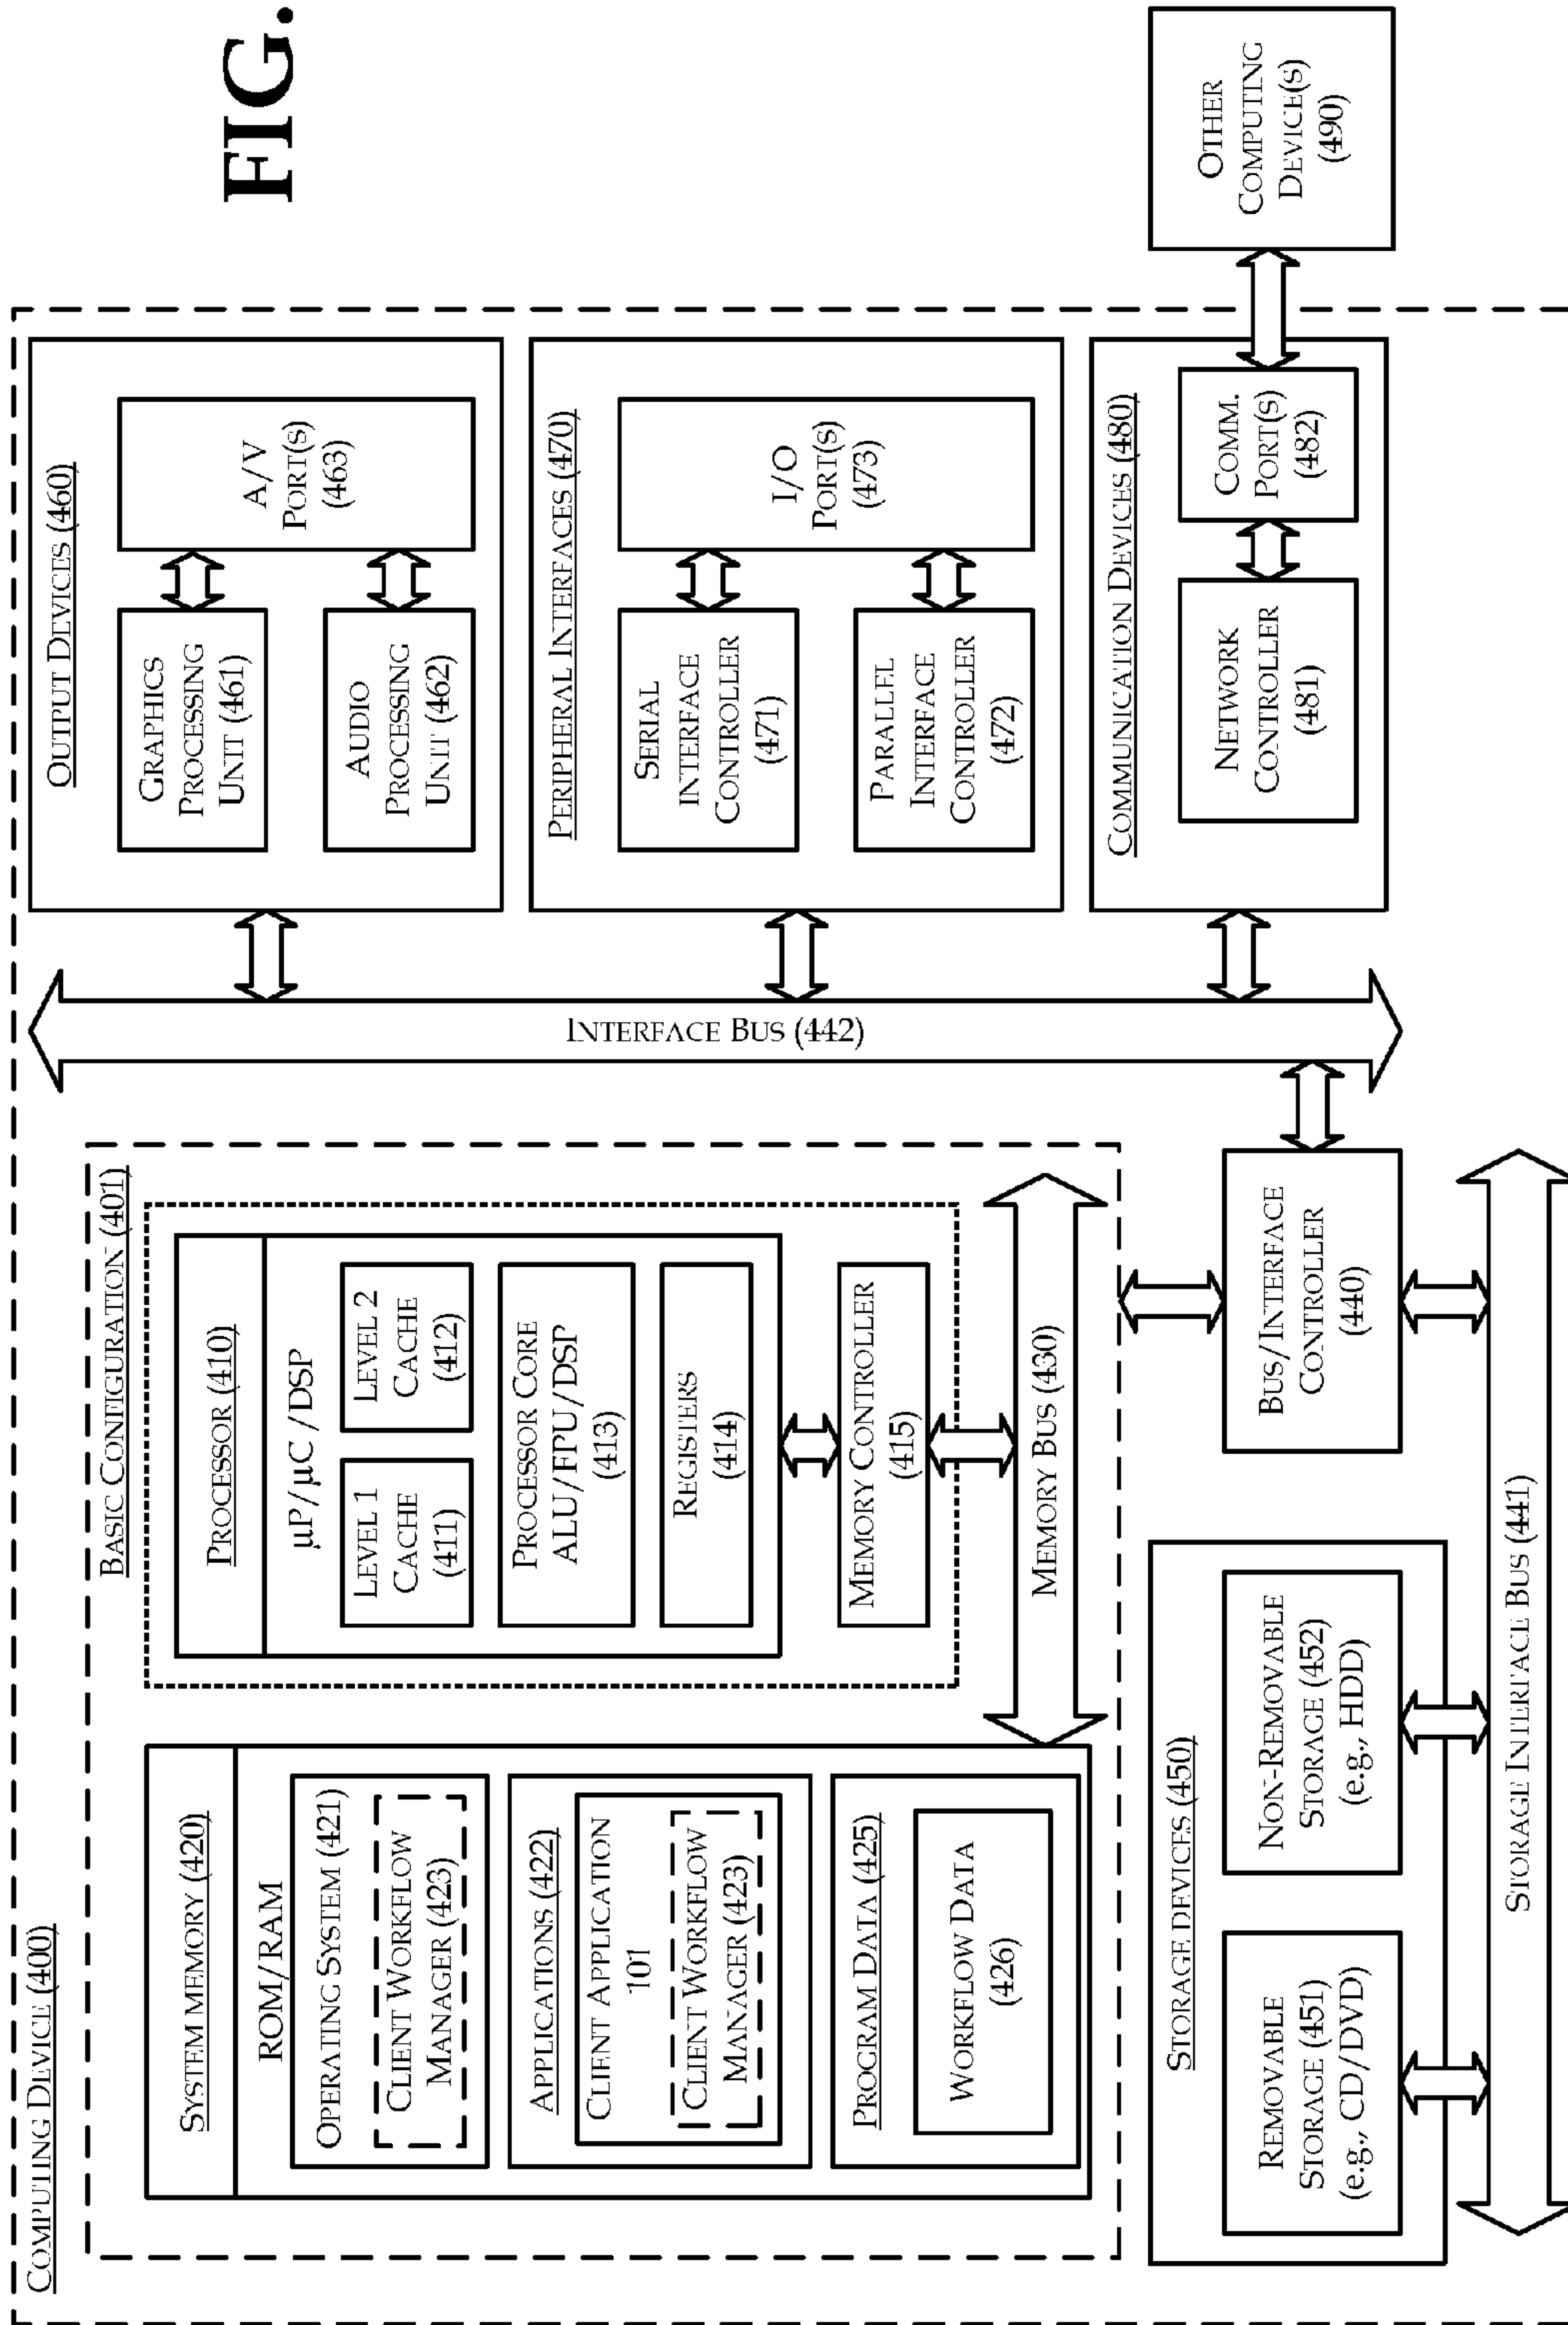 COMPUTING DEVICE (400)
BASIC CONFIGURATION (401)
SYSTEM MEMORY (420)
ROM/RAM
OPERATING SYSTEM (421)
CLIENT WORKFLOW
MANAGER (423)
APPLICATIONS (422)
CLIENT APPLICATION
101
CLIENT WORKFLOW
MANAGER (423)
PROGRAM DATA (425)
WORKFLOW DATA
(426)
PROCESSOR (410)
µP/µC/DSP
LEVEL 1
CACHE
(411)
LEVEL 2
CACHE
(412)
PROCESSOR CORE
ALU/FPU/DSP
(413)
REGISTERS
(414)
MEMORY CONTROLLER
(415)
MEMORY BUS (430)
STORAGE DEVICES (450)
REMOVABLE
STORAGE (451)
(e.g., CD/DVD)
NON-REMOVABLE
STORAGE (452)
(e.g., HDD)
BUS/INTERFACE
CONTROLLER
(440)
STORAGE INTERFACE BUS (441)
INTERFACE BUS (442)
OUTPUT DEVICES (460)
GRAPHICS
PROCESSING
UNIT (461)
AUDIO
PROCESSING
UNIT (462)
A/V
PORT(S)
(463)
PERIPHERAL INTERFACES (470)
SERIAL
INTERFACE
CONTROLLER
(471)
PARALLEL
INTERFACE
CONTROLLER
(472)
I/O
PORT(S)
(473)
COMMUNICATION DEVICES (480)
NETWORK
CONTROLLER
(481)
COMM.
PORT(S)
(482)
OTHER
COMPUTING
DEVICE(S)
(490)
FIG.